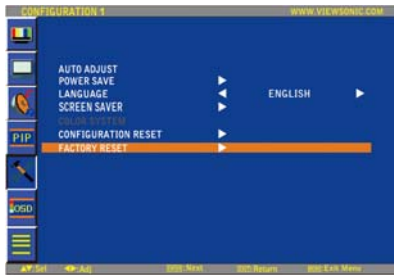 CONFIGURATION 1 WWW.VIEWSONIC.COM
AUTO ADJUST
POWER SAVE
LANGUAGE ENGLISH
SCREEN SAVER
COLOR SYSTEM
CONFIGURATION RESET
FACTORY RESET
PIP
OSD
:Sel :Adj :Next :Return :Exit Menu